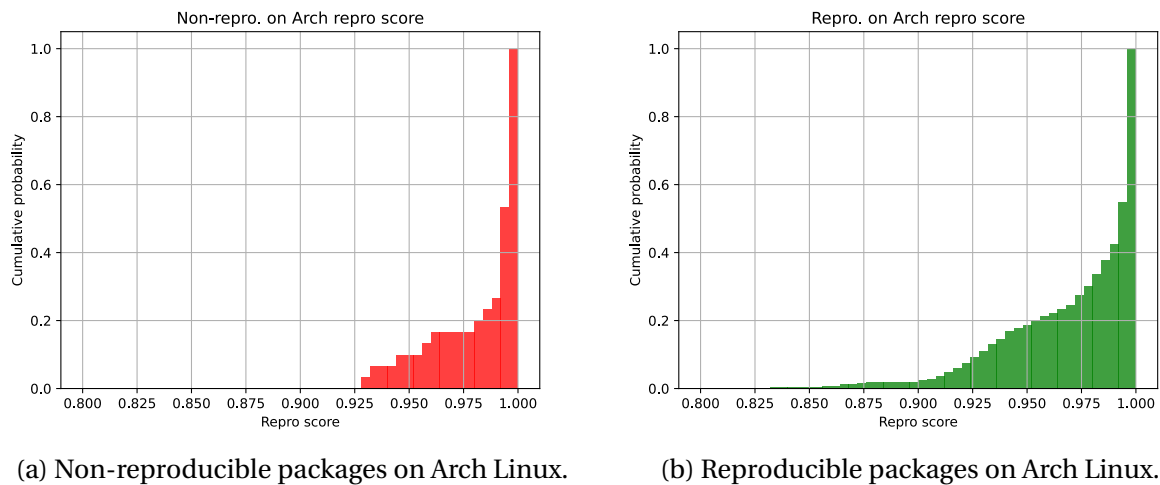 Non-repro. on Arch repro score
1.0
0.8
0.6
0.4
0.2
0.0
Cumulative probability
0.800 0.825 0.850 0.875 0.900 0.925 0.950 0.975 1.000
Repro score
(a) Non-reproducible packages on Arch Linux.
Repro. on Arch repro score
1.0
0.8
0.6
0.4
0.2
0.0
Cumulative probability
0.800 0.825 0.850 0.875 0.900 0.925 0.950 0.975 1.000
Repro score
(b) Reproducible packages on Arch Linux.